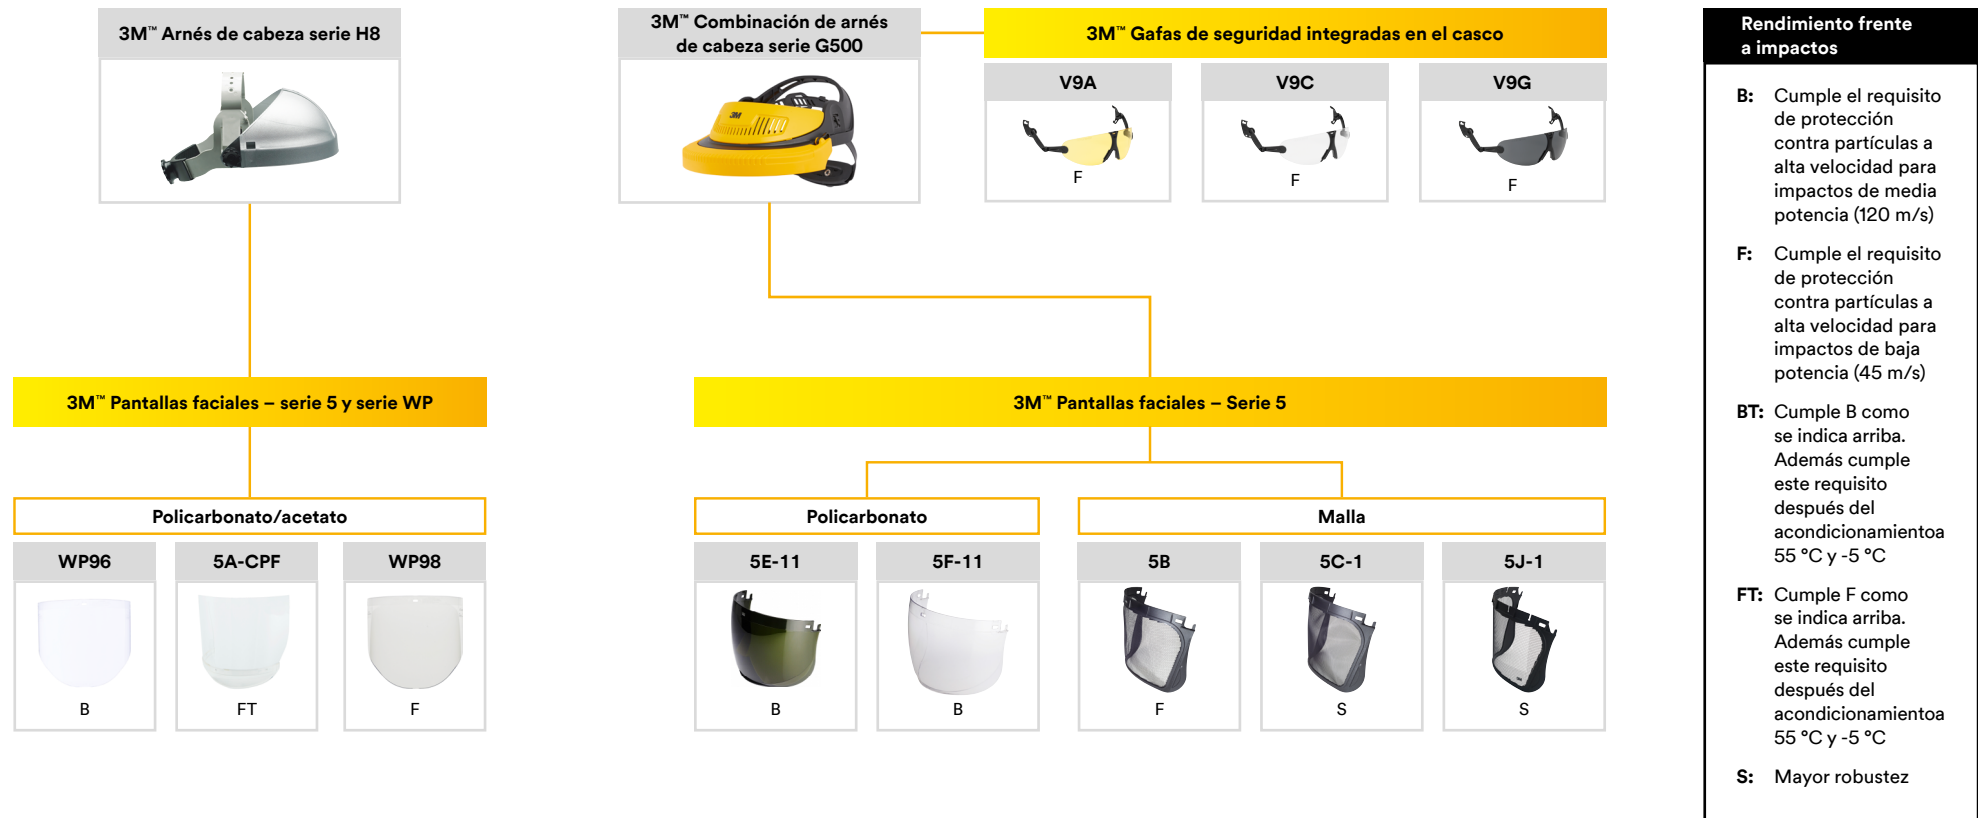 3M™ Arnés de cabeza serie H8
3M™ Combinación de arnés
de cabeza serie G500
3M™ Gafas de seguridad integradas en el casco
V9A
V9C
V9G
3M
F
F
F
3M™ Pantallas faciales – serie 5 y serie WP
Policarbonato/acetato
WP96
5A-CPF
WP98
B
FT
F
3M™ Pantallas faciales – Serie 5
Policarbonato
Malla
5E-11
5F-11
5B
5C-1
5J-1
B
B
F
S
S
Rendimiento frente
a impactos
B: Cumple el requisito
de protección
contra partículas a
alta velocidad para
impactos de media
potencia (120 m/s)
F: Cumple el requisito
de protección
contra partículas a
alta velocidad para
impactos de baja
potencia (45 m/s)
BT: Cumple B como
se indica arriba.
Además cumple
este requisito
después del
acondicionamientoa
55 °C y -5 °C
FT: Cumple F como
se indica arriba.
Además cumple
este requisito
después del
acondicionamientoa
55 °C y -5 °C
S: Mayor robustez